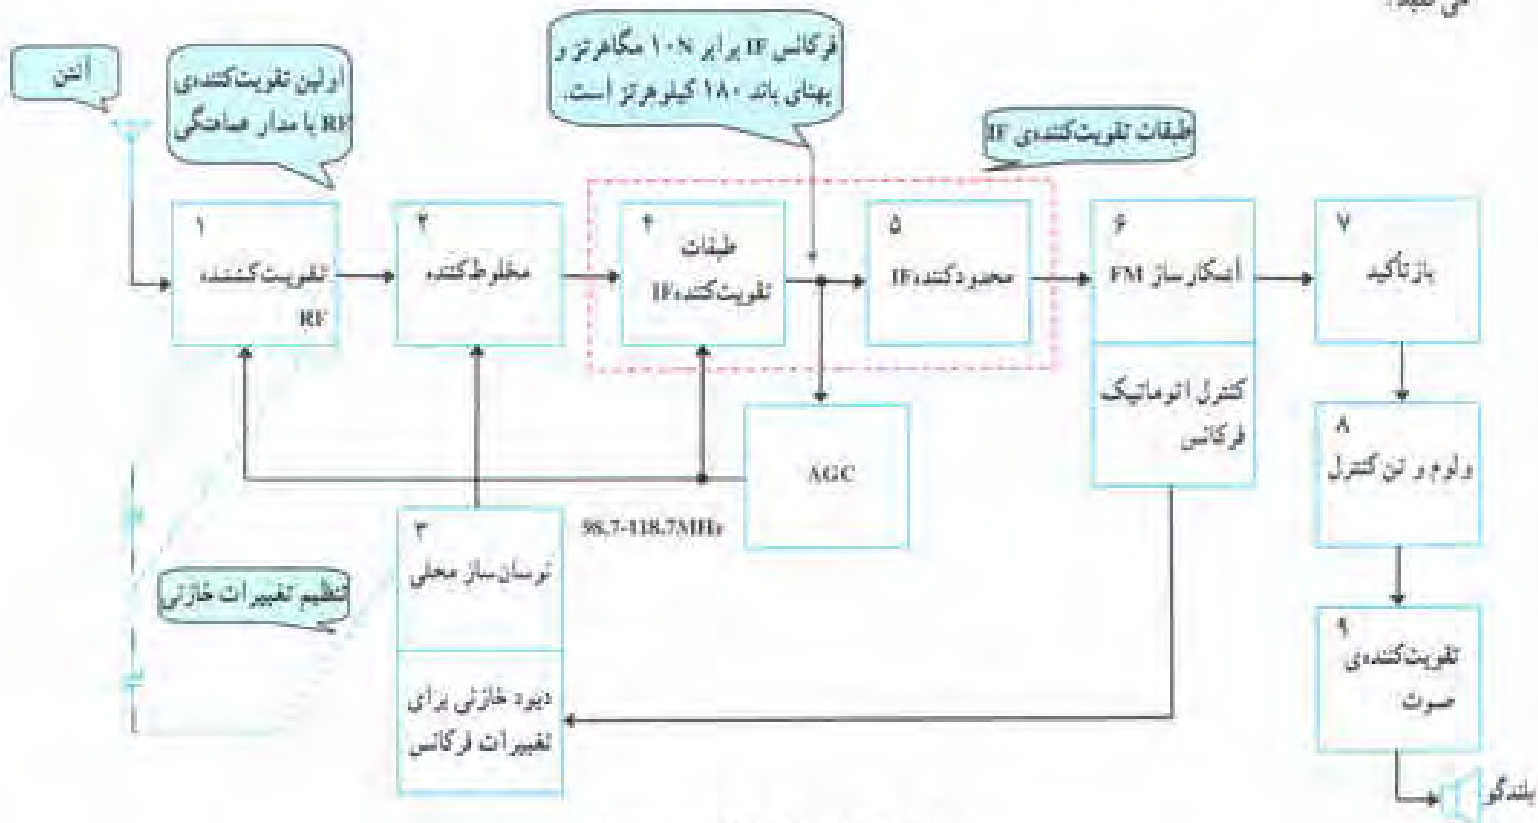 می کنید؟
آنتن
اولین تقویت‌کننده‌ی
RF با مدار هماهنگی
فرکانس IF برابر ۱۰٫۷ مگاهرتز و
پهنای باند ۱۸۰ کیلوهرتز است.
طبقات تقویت‌کننده‌ی IF
۱
تقویت‌کننده
RF
۲
مخلوط‌کننده
۴
طبقات
تقویت‌کننده IF
۵
محدودکننده IF
۶
آشکارساز FM
کنترل اتوماتیک
فرکانس
۷
بازتأکید
AGC
۸
ولوم و تن کنترل
98.7-118.7MHz
۳
نوسان‌ساز محلی
تنظیم تغییرات خازنی
دیود خازنی برای
تغییرات فرکانس
۹
تقویت‌کننده‌ی
صوت
بلندگو